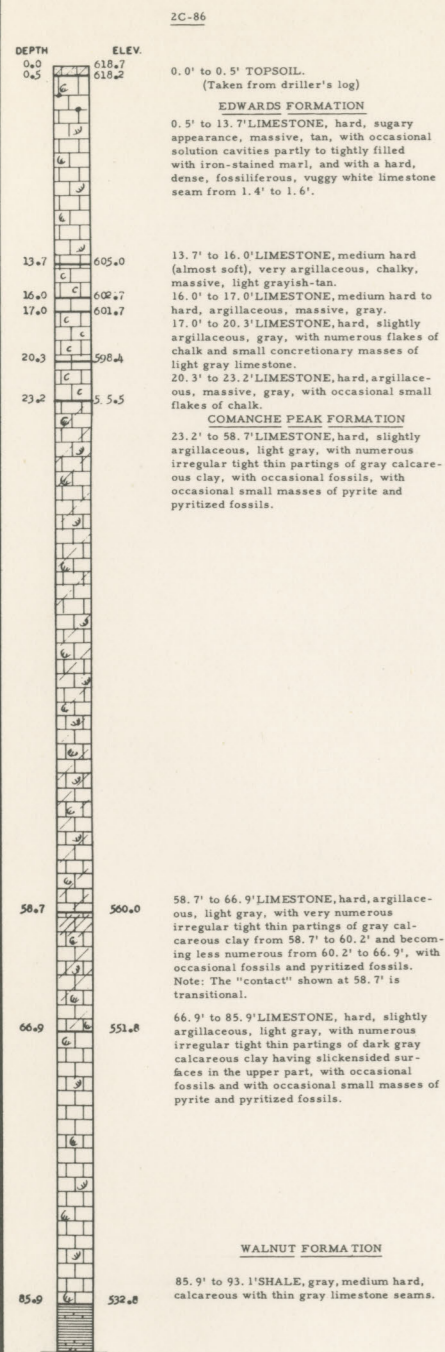 2C-86
DEPTH ELEV.
0.0 618.7
0.5 618.2
0.0' to 0.5' TOPSOIL.
(Taken from driller's log)
EDWARDS FORMATION
0.5' to 13.7'LIMESTONE, hard, sugary
appearance, massive, tan, with occasional
solution cavities partly to tightly filled
with iron-stained marl, and with a hard,
dense, fossiliferous, vuggy white limestone
seam from 1.4' to 1.6'.
13.7 605.0
13.7' to 16.0'LIMESTONE, medium hard
(almost soft), very argillaceous, chalky,
massive, light grayish-tan.
16.0 602.7
16.0' to 17.0'LIMESTONE, medium hard to
hard, argillaceous, massive, gray.
17.0 601.7
17.0' to 20.3'LIMESTONE, hard, slightly
argillaceous, gray, with numerous flakes of
chalk and small concretionary masses of
light gray limestone.
20.3 598.4
20.3' to 23.2'LIMESTONE, hard, argillace-
ous, massive, gray, with occasional small
flakes of chalk.
23.2 5.5
COMANCHE PEAK FORMATION
23.2' to 58.7'LIMESTONE, hard, slightly
argillaceous, light gray, with numerous
irregular tight thin partings of gray calcare-
ous clay, with occasional fossils, with
occasional small masses of pyrite and
pyritized fossils.
58.7 560.0
58.7' to 66.9'LIMESTONE, hard, argillace-
ous, light gray, with very numerous
irregular tight thin partings of gray cal-
careous clay from 58.7' to 60.2' and becom-
ing less numerous from 60.2' to 66.9', with
occasional fossils and pyritized fossils.
Note: The "contact" shown at 58.7' is
transitional.
66.9 551.8
66.9' to 85.9'LIMESTONE, hard, slightly
argillaceous, light gray, with numerous
irregular tight thin partings of dark gray
calcareous clay having slickensided sur-
faces in the upper part, with occasional
fossils and with occasional small masses of
pyrite and pyritized fossils.
WALNUT FORMATION
85.9 532.8
85.9' to 93.1'SHALE, gray, medium hard,
calcareous with thin gray limestone seams.